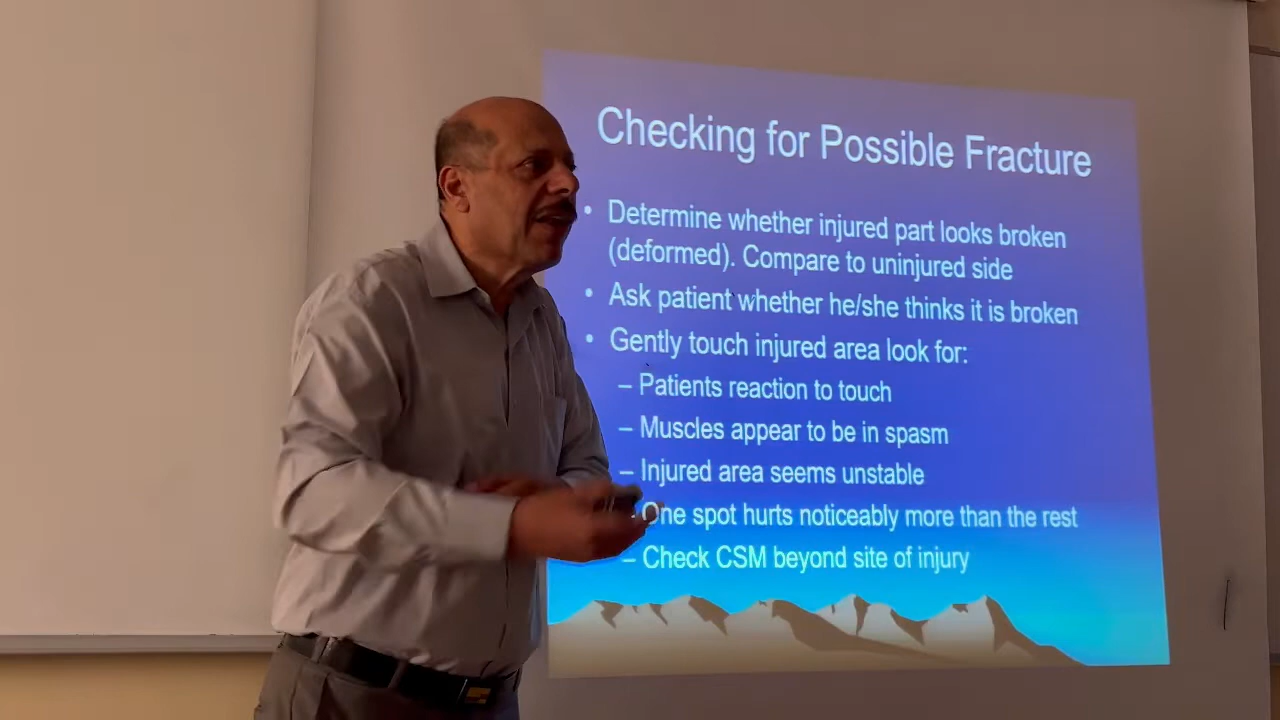 Checking for Possible Fracture
• Determine whether injured part looks broken
(deformed). Compare to uninjured side
• Ask patient whether he/she thinks it is broken
• Gently touch injured area look for:
– Patients reaction to touch
– Muscles appear to be in spasm
– Injured area seems unstable
– One spot hurts noticeably more than the rest
– Check CSM beyond site of injury